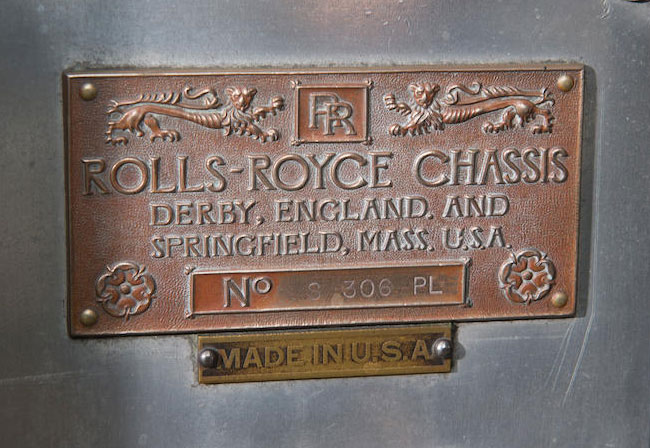 RR
ROLLS-ROYCE CHASSIS
DERBY, ENGLAND. AND
SPRINGFIELD, MASS. U.S.A.
No S 306 PL
MADE IN U.S.A.